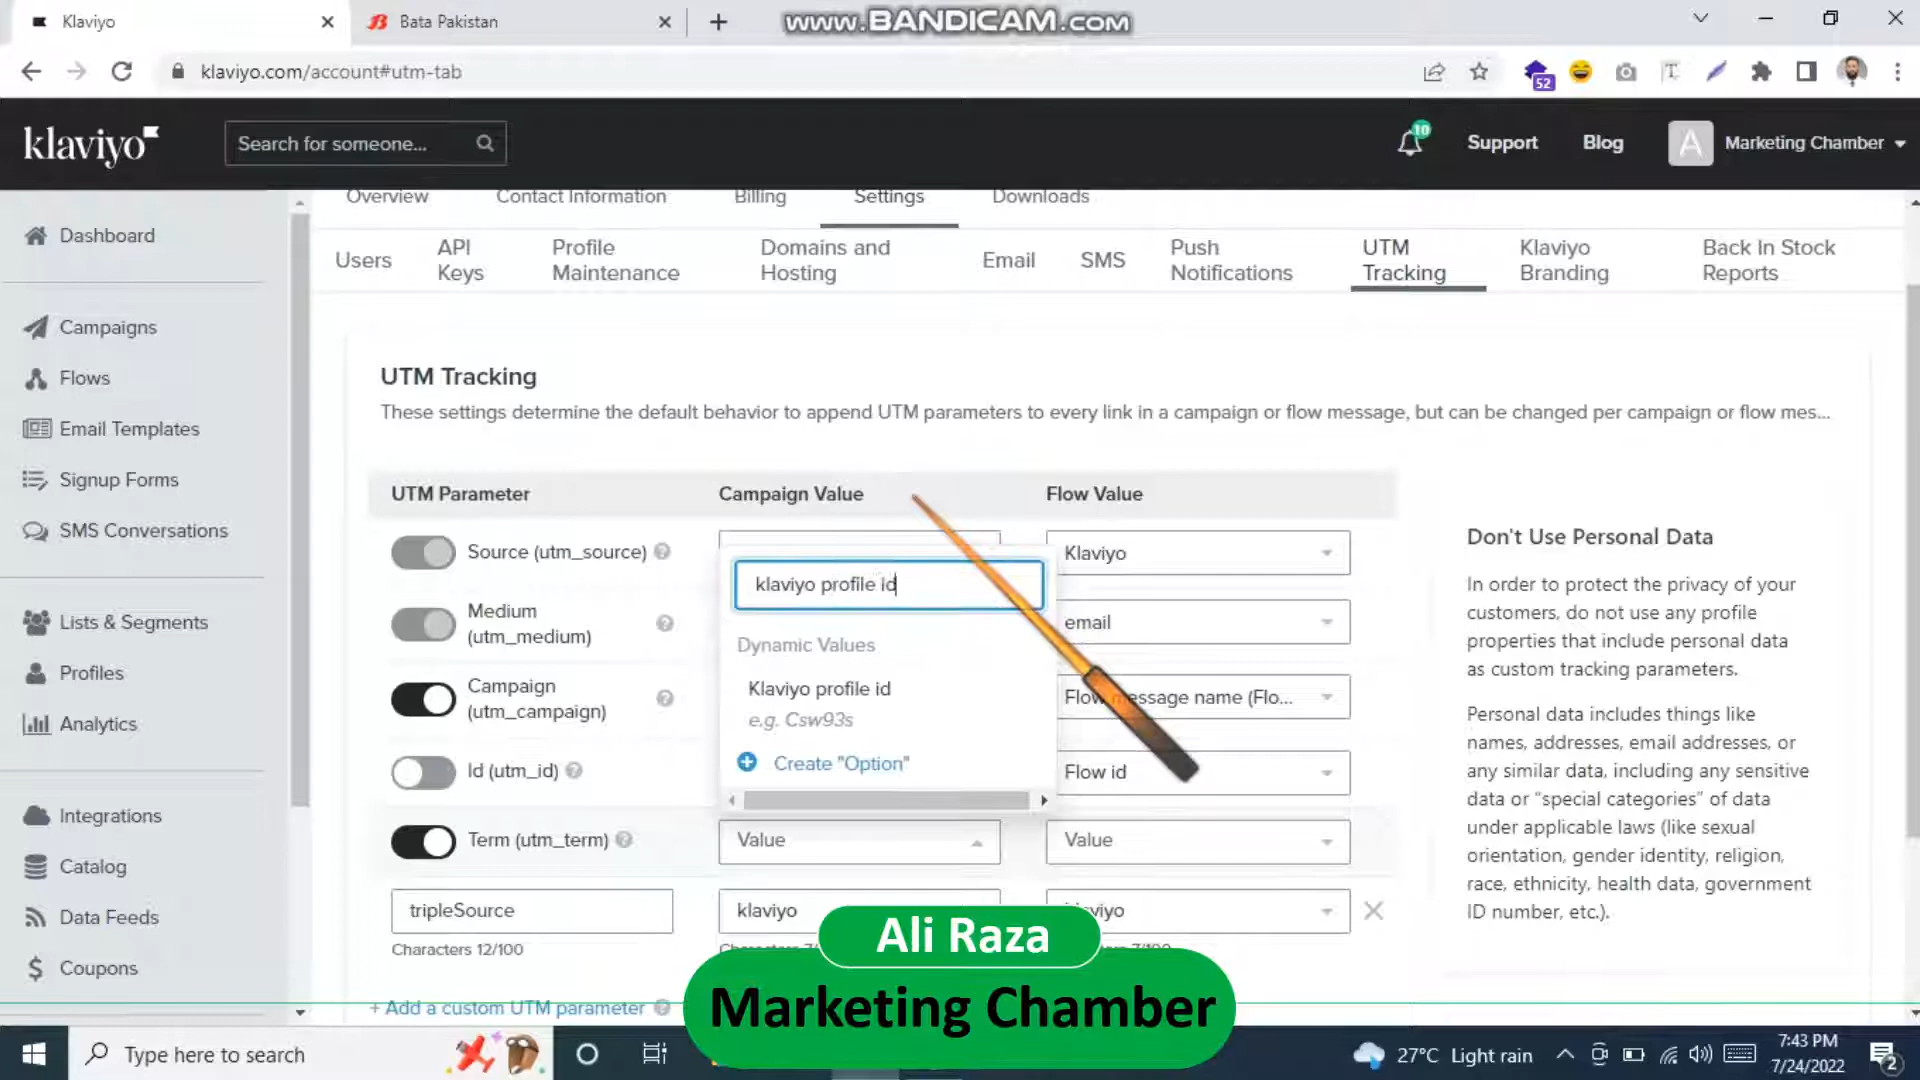 Klaviyo
Bata Pakistan
www.BANDICAM.com
klaviyo.com/account#utm-tab
52
klaviyo
Search for someone...
10
Support
Blog
A
Marketing Chamber
Overview
Contact Information
Billing
Settings
Downloads
Users
API Keys
Profile Maintenance
Domains and Hosting
Email
SMS
Push Notifications
UTM Tracking
Klaviyo Branding
Back In Stock Reports
Dashboard
Campaigns
Flows
Email Templates
Signup Forms
SMS Conversations
Lists & Segments
Profiles
Analytics
Integrations
Catalog
Data Feeds
Coupons
UTM Tracking
These settings determine the default behavior to append UTM parameters to every link in a campaign or flow message, but can be changed per campaign or flow mes...
UTM Parameter
Campaign Value
Flow Value
Source (utm_source)
Klaviyo
Medium (utm_medium)
email
Campaign (utm_campaign)
Flow message name (Flo...
Id (utm_id)
Flow id
Term (utm_term)
Value
Value
klaviyo profile id
Dynamic Values
Klaviyo profile id
e.g. Csw93s
Create "Option"
tripleSource
klaviyo
Characters 12/100
+ Add a custom UTM parameter
Don't Use Personal Data
In order to protect the privacy of your
customers, do not use any profile
properties that include personal data
as custom tracking parameters.
Personal data includes things like
names, addresses, email addresses, or
any similar data, including any sensitive
data or “special categories” of data
under applicable laws (like sexual
orientation, gender identity, religion,
race, ethnicity, health data, government
ID number, etc.).
Ali Raza
Marketing Chamber
Type here to search
27°C Light rain
7:43 PM
7/24/2022
2